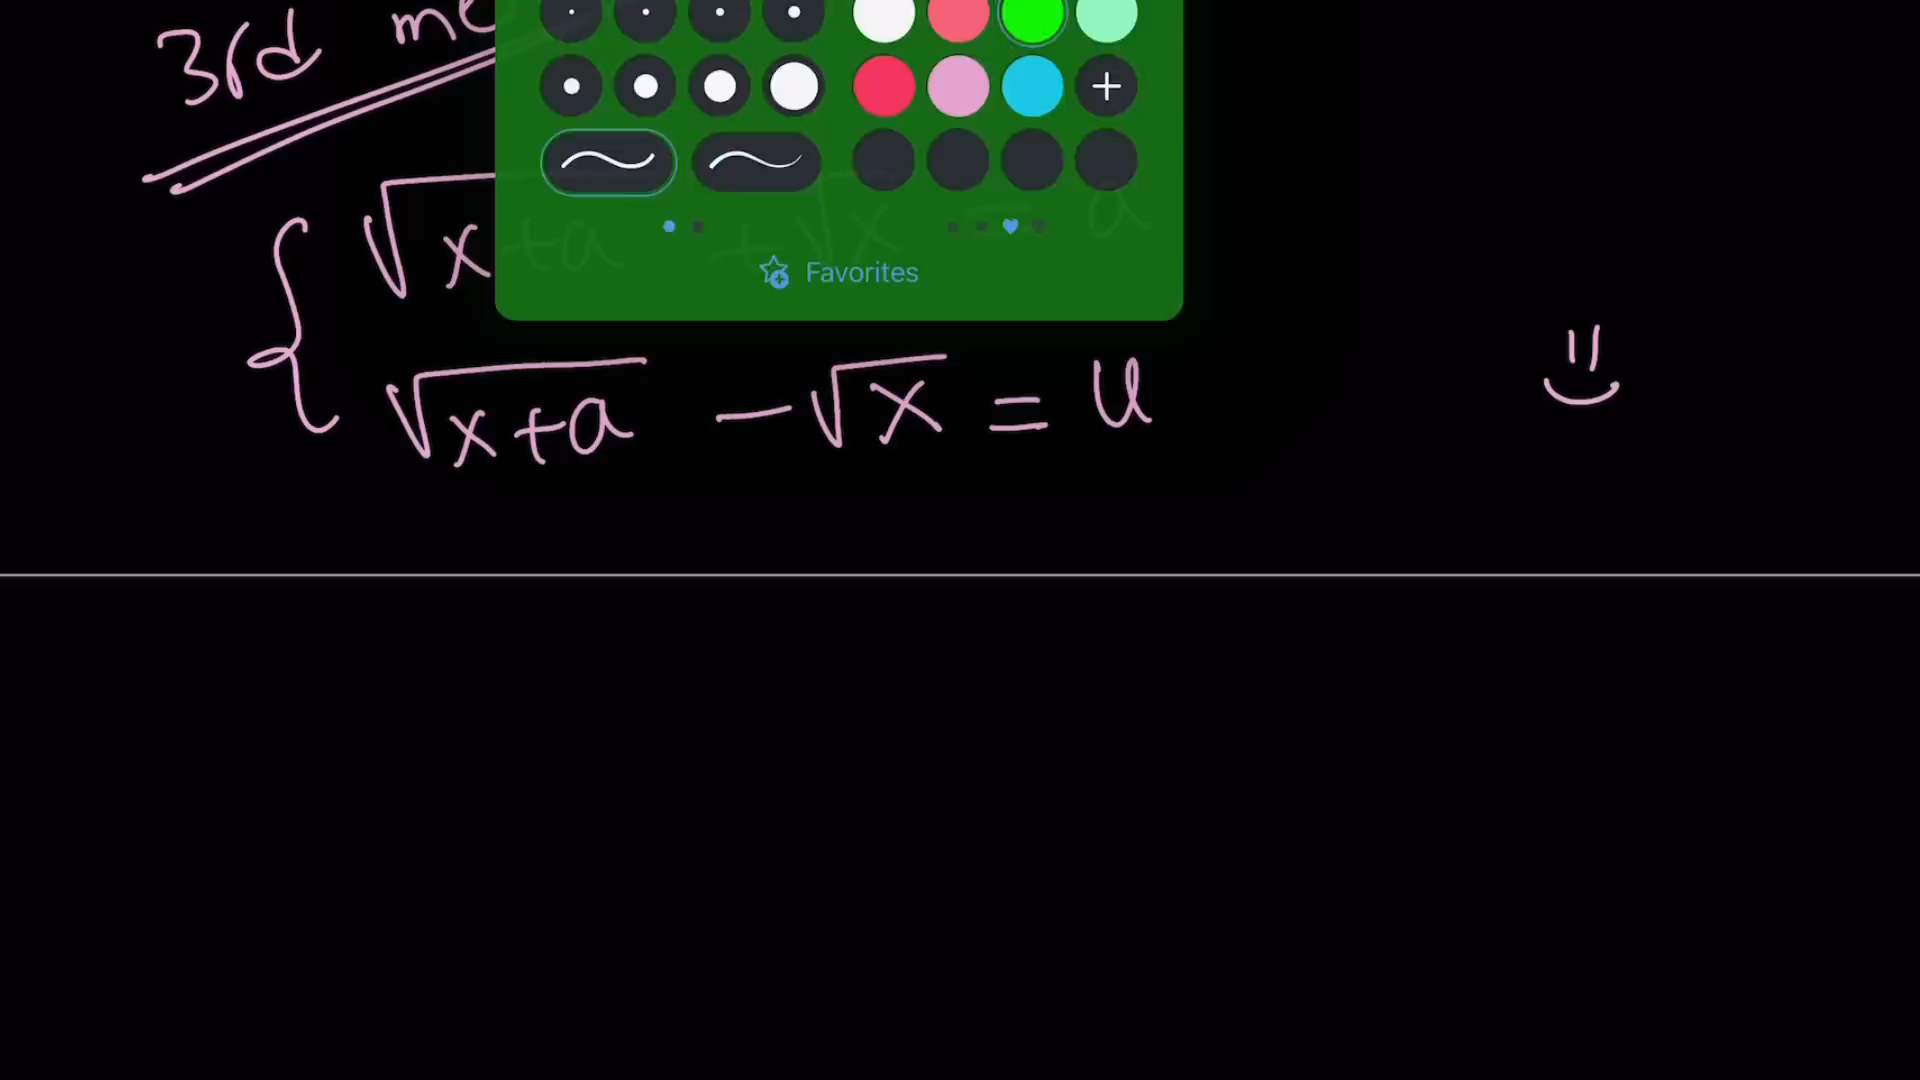 3rd me
√x+a + √x = a
Favorites
√x+a - √x = u